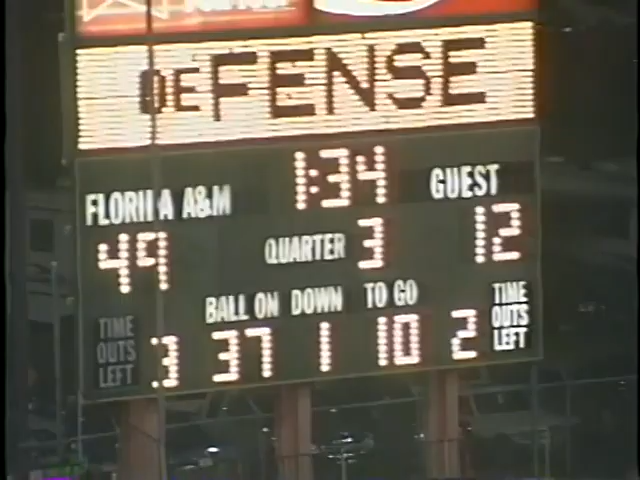 DEFENSE
1:34
FLORIDA A&M GUEST
49 QUARTER 3 12
BALL ON DOWN TO GO
TIME OUTS LEFT 3 37 1 10 2 TIME OUTS LEFT